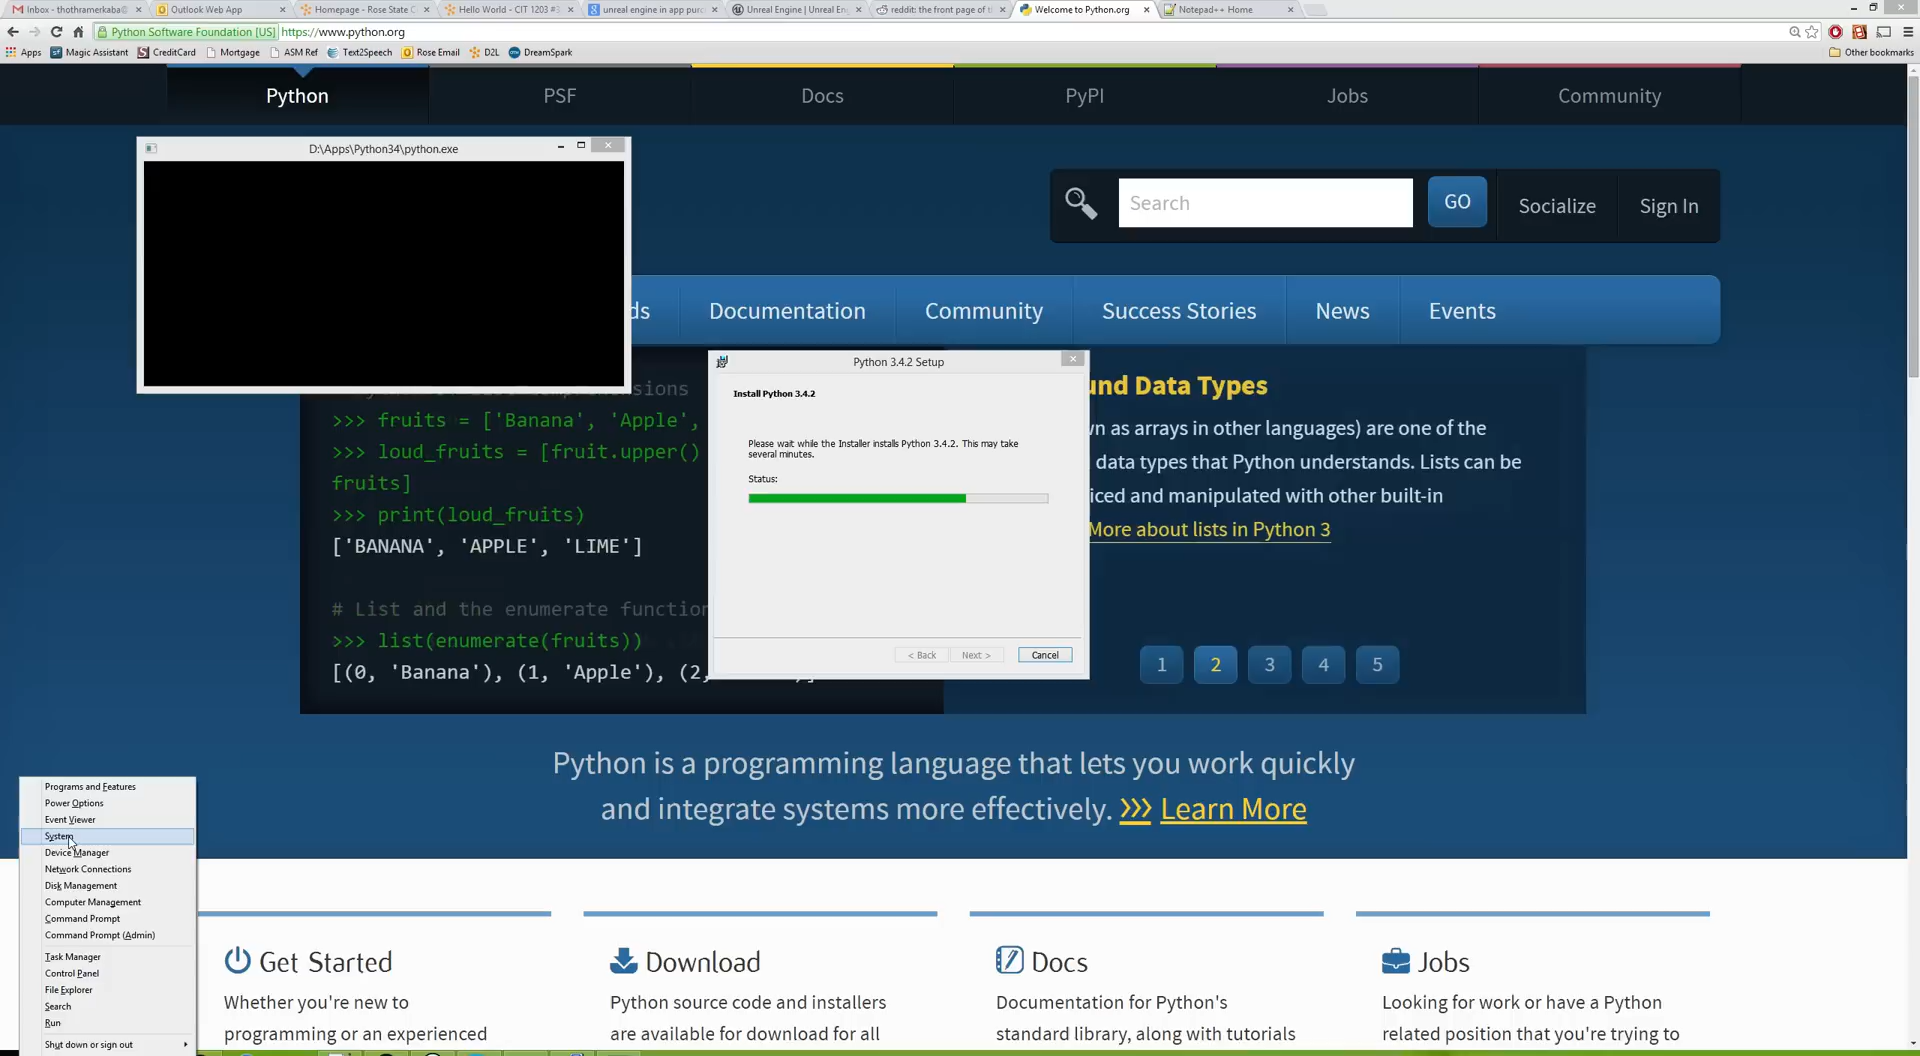 Inbox - thothramerkaba@
Outlook Web App
Homepage - Rose State C
Hello World - CIT 1203 #3
unreal engine in app purc
Unreal Engine | Unreal En
reddit: the front page of th
Welcome to Python.org
Notepad++ Home
Python Software Foundation [US]
https://www.python.org
Apps
Magic Assistant
CreditCard
Mortgage
ASM Ref
Text2Speech
Rose Email
D2L
DreamSpark
Other bookmarks
Python
PSF
Docs
PyPI
Jobs
Community
D:\Apps\Python34\python.exe
Search
GO
Socialize
Sign In
ds
Documentation
Community
Success Stories
News
Events
Python 3.4.2 Setup
Install Python 3.4.2
Please wait while the Installer installs Python 3.4.2. This may take
several minutes.
Status:
< Back
Next >
Cancel
>>> fruits = ['Banana', 'Apple',
>>> loud_fruits = [fruit.upper()
fruits]
>>> print(loud_fruits)
['BANANA', 'APPLE', 'LIME']
# List and the enumerate function
>>> list(enumerate(fruits))
[(0, 'Banana'), (1, 'Apple'), (2,
und Data Types
wn as arrays in other languages) are one of the
data types that Python understands. Lists can be
iced and manipulated with other built-in
More about lists in Python 3
1
2
3
4
5
Python is a programming language that lets you work quickly
and integrate systems more effectively. >>> Learn More
Programs and Features
Power Options
Event Viewer
System
Device Manager
Network Connections
Disk Management
Computer Management
Command Prompt
Command Prompt (Admin)
Task Manager
Control Panel
File Explorer
Search
Run
Shut down or sign out
Get Started
Whether you're new to
programming or an experienced
Download
Python source code and installers
are available for download for all
Docs
Documentation for Python's
standard library, along with tutorials
Jobs
Looking for work or have a Python
related position that you're trying to